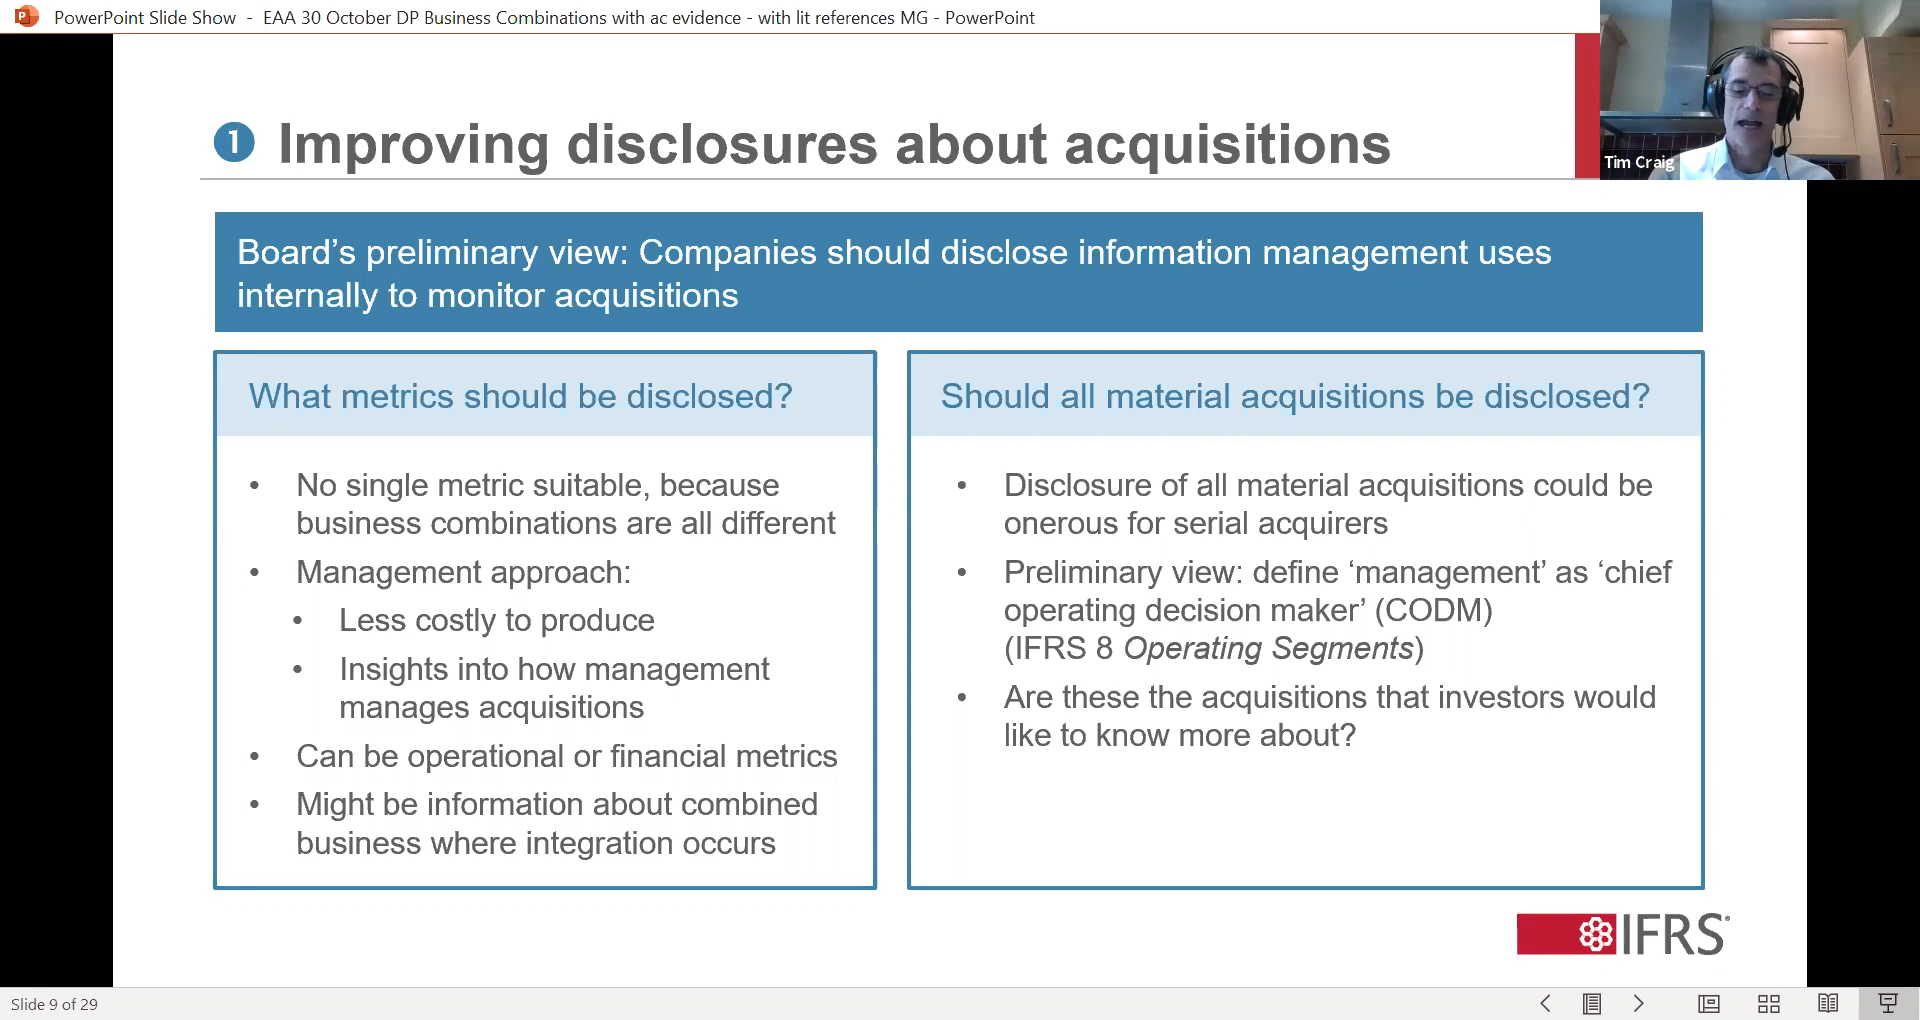 PowerPoint Slide Show - EAA 30 October DP Business Combinations with ac evidence - with lit references MG - PowerPoint
Tim Craig
1 Improving disclosures about acquisitions
Board’s preliminary view: Companies should disclose information management uses
internally to monitor acquisitions
What metrics should be disclosed?
• No single metric suitable, because
business combinations are all different
• Management approach:
• Less costly to produce
• Insights into how management
manages acquisitions
• Can be operational or financial metrics
• Might be information about combined
business where integration occurs
Should all material acquisitions be disclosed?
• Disclosure of all material acquisitions could be
onerous for serial acquirers
• Preliminary view: define ‘management’ as ‘chief
operating decision maker’ (CODM)
(IFRS 8 Operating Segments)
• Are these the acquisitions that investors would
like to know more about?
IFRS®
Slide 9 of 29